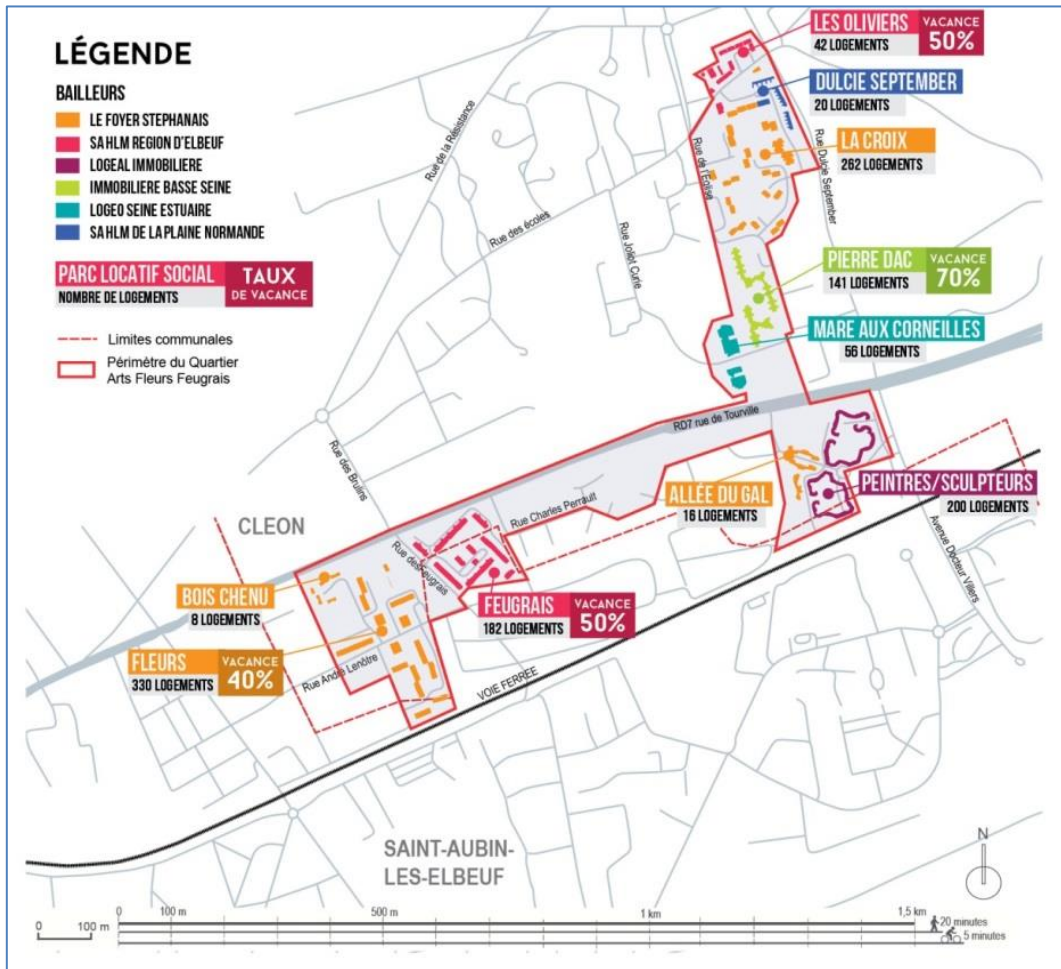 LÉGENDE
BAILLEURS
LE FOYER STEPHANAIS
SA HLM REGION D'ELBEUF
LOGEAL IMMOBILIERE
IMMOBILIERE BASSE SEINE
LOGEO SEINE ESTUAIRE
SA HLM DE LA PLAINE NORMANDE
PARC LOCATIF SOCIAL
NOMBRE DE LOGEMENTS
TAUX
DE VACANCE
Limites communales
Périmètre du Quartier
Arts Fleurs Feugrais
LES OLIVIERS
42 LOGEMENTS
VACANCE
50%
DULCIE SEPTEMBER
20 LOGEMENTS
LA CROIX
262 LOGEMENTS
Rue de la Résistance
Rue de l'Eglise
Rue Dulcie September
Rue des écoles
Rue Joliot Curie
PIERRE DAC
141 LOGEMENTS
VACANCE
70%
MARE AUX CORNEILLES
56 LOGEMENTS
RD7 rue de Tourville
Rue des Brulins
ALLÉE DU GAL
16 LOGEMENTS
PEINTRES/SCULPTEURS
200 LOGEMENTS
Rue Charles Perrault
CLEON
Rue des Feugrais
Avenue Docteur Villers
BOIS CHENU
8 LOGEMENTS
FEUGRAIS
182 LOGEMENTS
VACANCE
50%
FLEURS
330 LOGEMENTS
VACANCE
40%
Rue André Lenôtre
VOIE FERREE
SAINT-AUBIN-
LES-ELBEUF
N
0 100 m
0 100 m 500 m 1 km 1,5 km
20 minutes
5 minutes